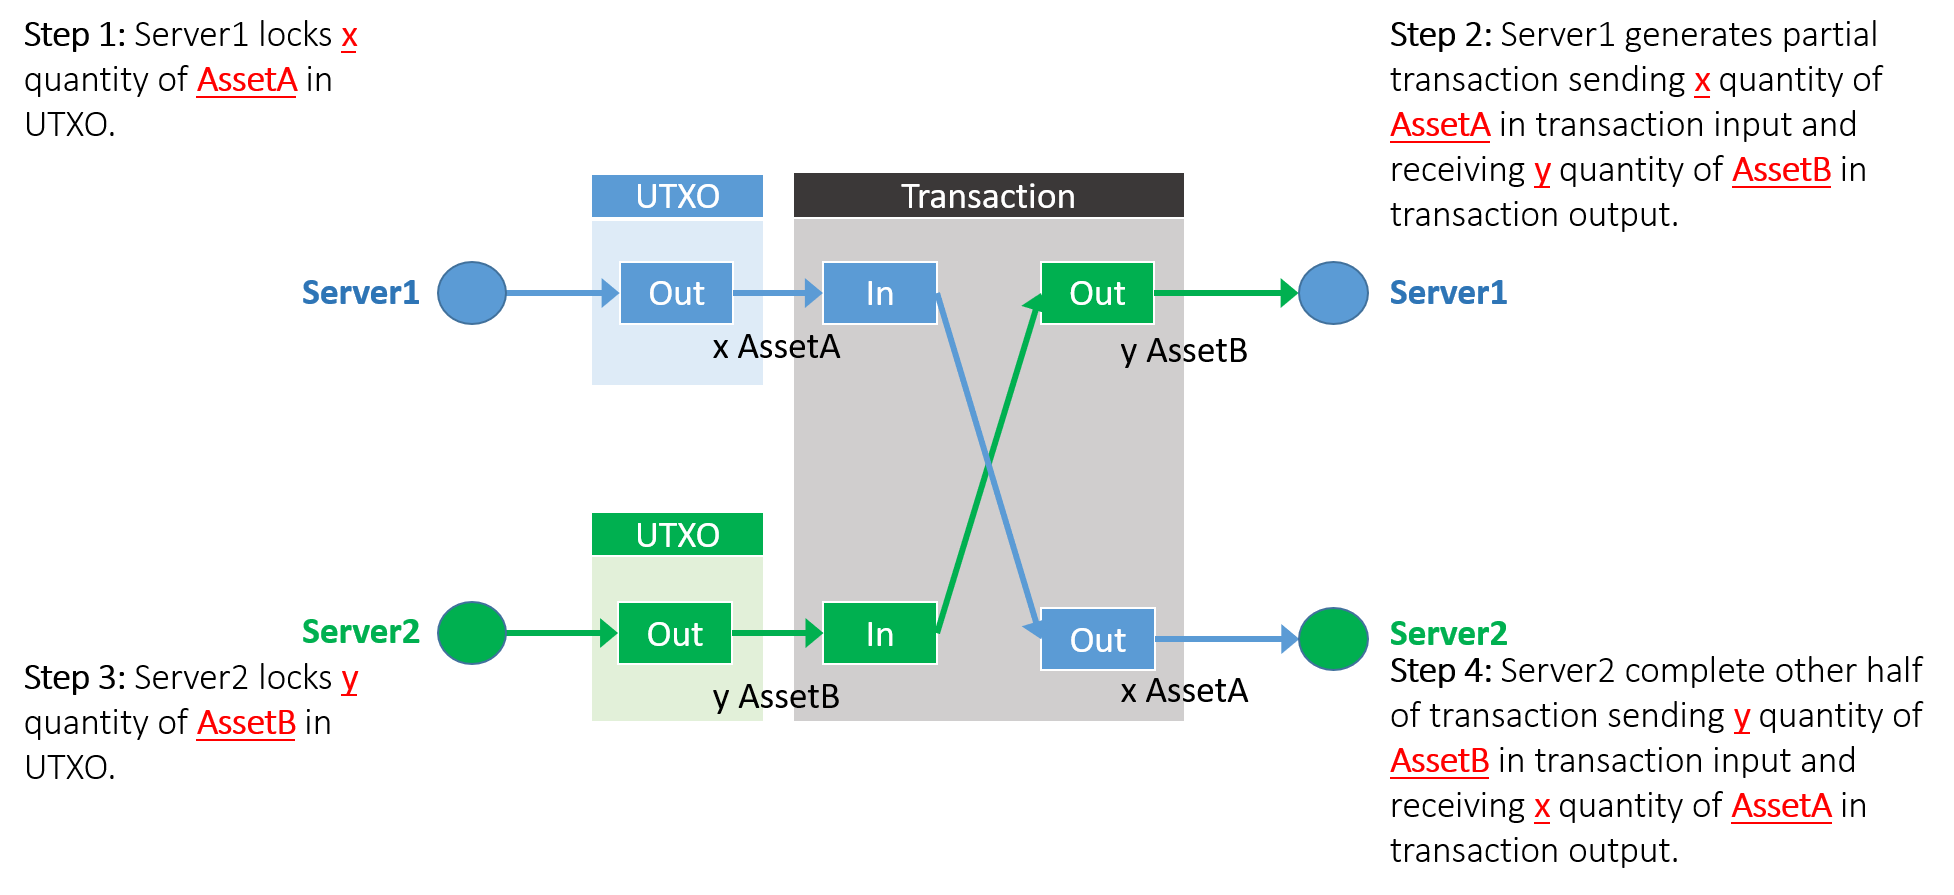 Step 1: Server1 locks x
quantity of AssetA in
UTXO.
Step 2: Server1 generates partial
transaction sending x quantity of
AssetA in transaction input and
receiving y quantity of AssetB in
transaction output.
UTXO
Transaction
Server1
Out
In
Out
Server1
x AssetA
y AssetB
UTXO
Server2
Out
In
Out
Server2
x AssetA
y AssetB
Step 3: Server2 locks y
quantity of AssetB in
UTXO.
Step 4: Server2 complete other half
of transaction sending y quantity of
AssetB in transaction input and
receiving x quantity of AssetA in
transaction output.